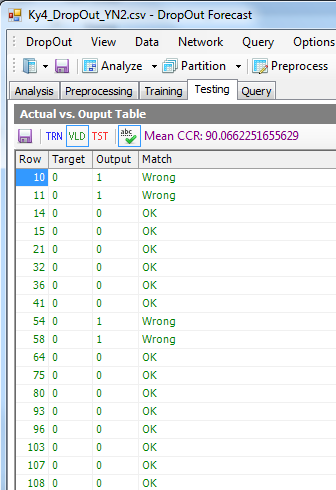 Ky4_DropOut_YN2.csv - DropOut Forecast
DropOut View Data Network Query Options
Analyze Partition Preprocess
Analysis Preprocessing Training Testing Query
Actual vs. Ouput Table
TRN VLD TST abc Mean CCR: 90.0662251655629
Row Target Output Match
10 0 1 Wrong
11 0 1 Wrong
14 0 0 OK
15 0 0 OK
21 0 0 OK
32 0 0 OK
36 0 0 OK
41 0 0 OK
54 0 1 Wrong
58 0 1 Wrong
64 0 0 OK
75 0 0 OK
80 0 0 OK
93 0 0 OK
96 0 0 OK
103 0 0 OK
107 0 0 OK
108 0 0 OK